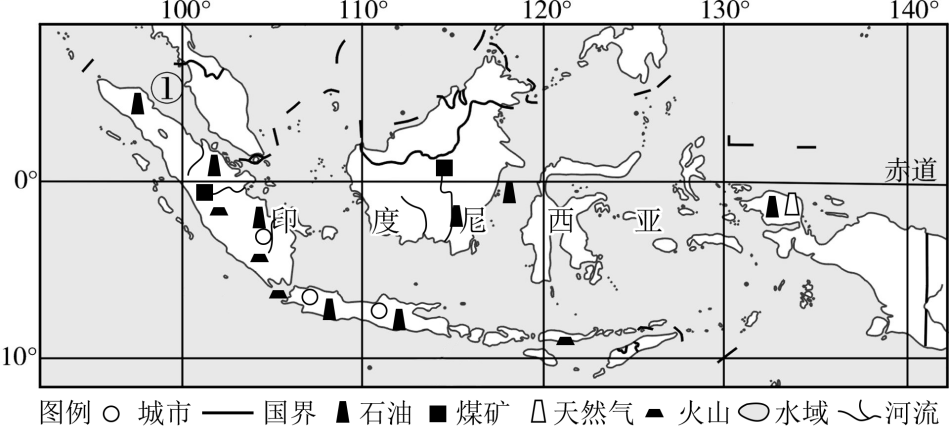 100° 110° 120° 130° 140°
①
赤道
0°
印 度 尼 西 亚
10°
图例 城市 国界 石油 煤矿 天然气 火山 水域 河流